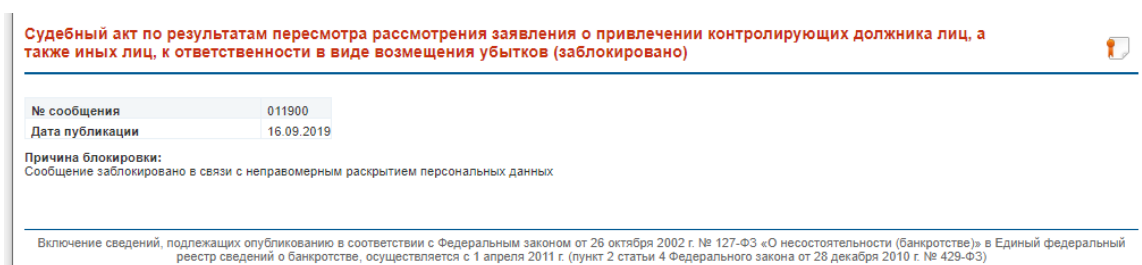 Судебный акт по результатам пересмотра рассмотрения заявления о привлечении контролирующих должника лиц, а
также иных лиц, к ответственности в виде возмещения убытков (заблокировано)
№ сообщения 011900
Дата публикации 16.09.2019
Причина блокировки:
Сообщение заблокировано в связи с неправомерным раскрытием персональных данных
Включение сведений, подлежащих опубликованию в соответствии с Федеральным законом от 26 октября 2002 г. № 127-ФЗ «О несостоятельности (банкротстве)» в Единый федеральный
реестр сведений о банкротстве, осуществляется с 1 апреля 2011 г. (пункт 2 статьи 4 Федерального закона от 28 декабря 2010 г. № 429-ФЗ)